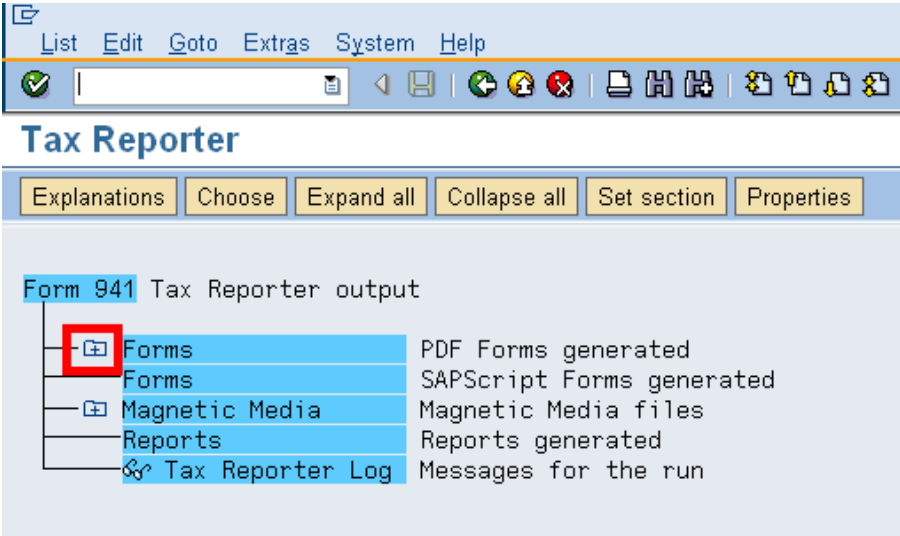 List Edit Goto Extras System Help
Tax Reporter
Explanations Choose Expand all Collapse all Set section Properties
Form 941 Tax Reporter output
Forms PDF Forms generated
Forms SAPScript Forms generated
Magnetic Media Magnetic Media files
Reports Reports generated
Tax Reporter Log Messages for the run